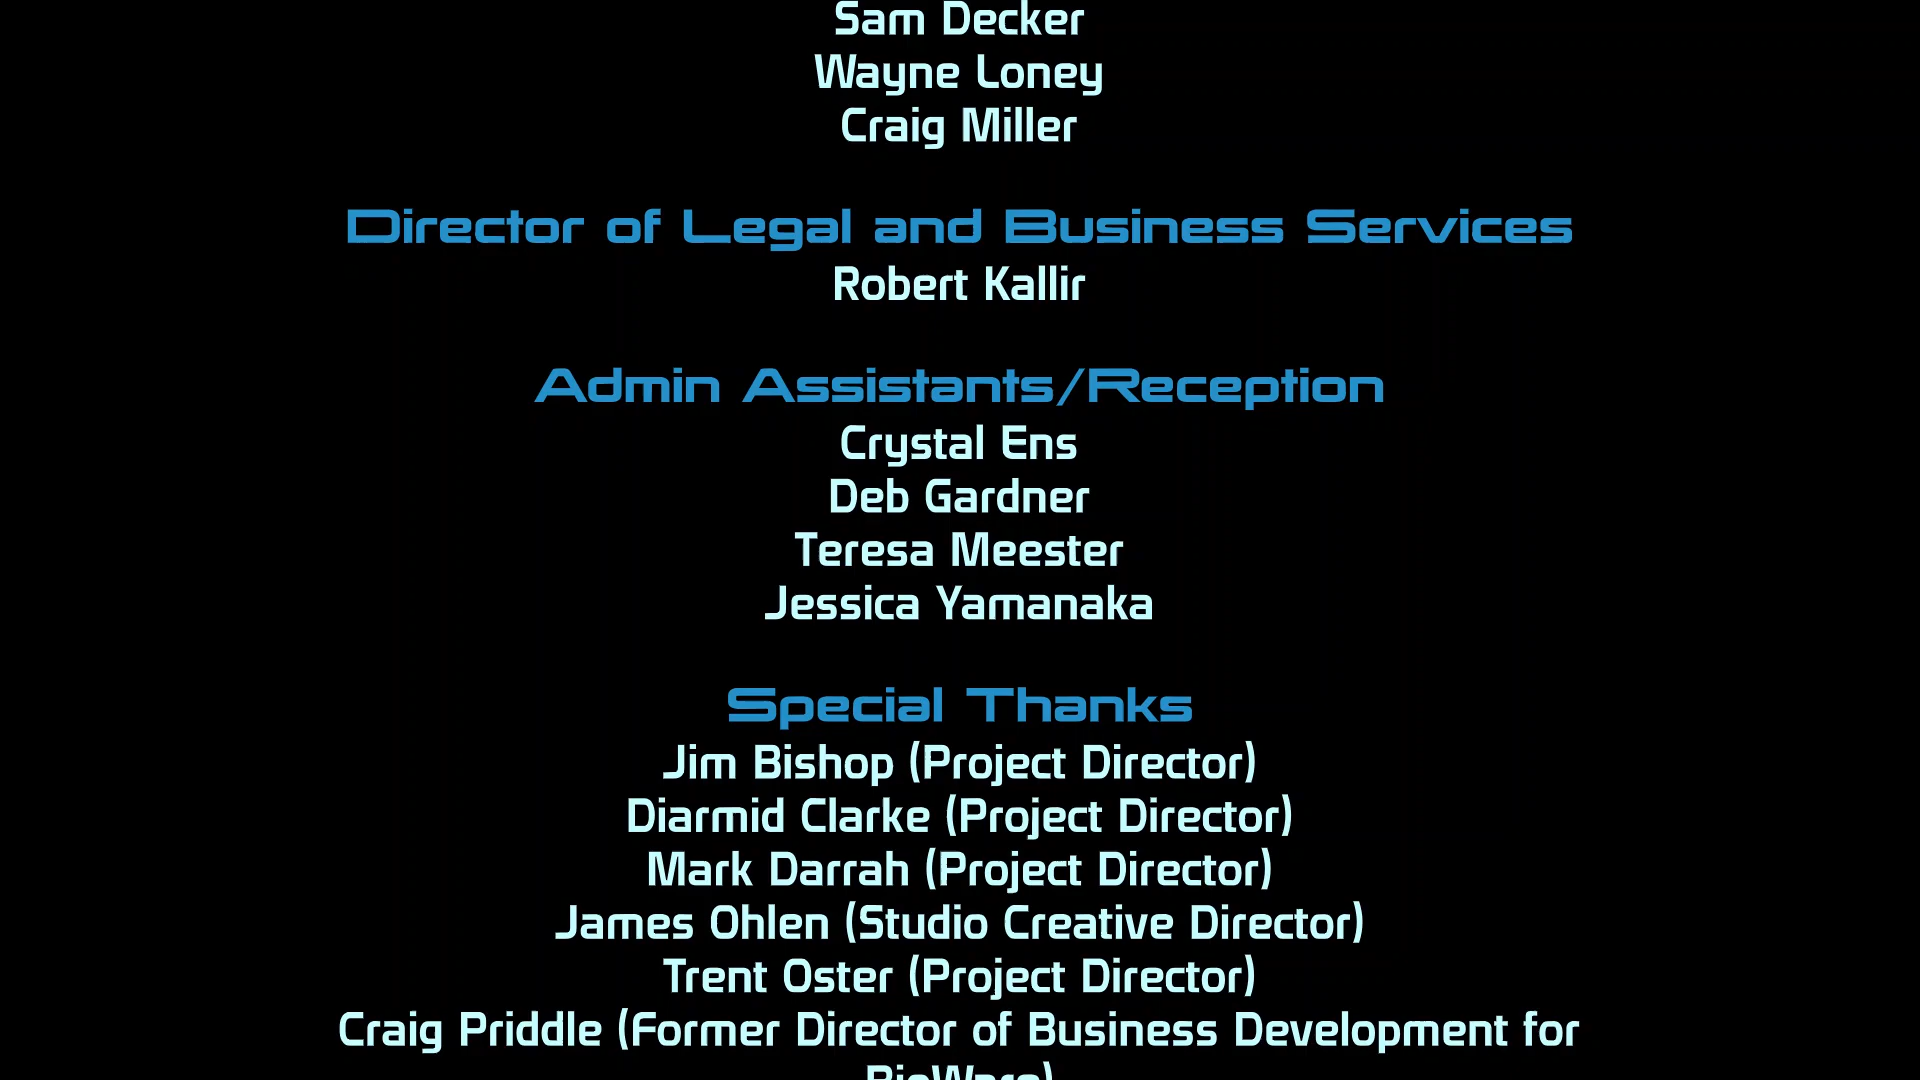 Sam Decker
Wayne Loney
Craig Miller
Director of Legal and Business Services
Robert Kallir
Admin Assistants/Reception
Crystal Ens
Deb Gardner
Teresa Meester
Jessica Yamanaka
Special Thanks
Jim Bishop (Project Director)
Diarmid Clarke (Project Director)
Mark Darrah (Project Director)
James Ohlen (Studio Creative Director)
Trent Oster (Project Director)
Craig Priddle (Former Director of Business Development for
BioWare)